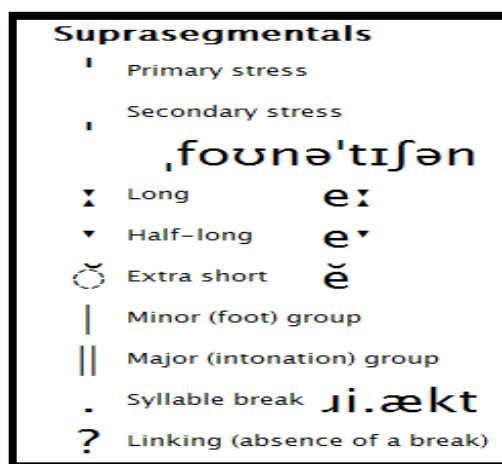 Suprasegmentals
ˈ Primary stress
ˌ Secondary stress
ˌfoʊnəˈtɪʃən
ː Long eː
ˑ Half-long eˑ
◌̆ Extra short ĕ
| Minor (foot) group
‖ Major (intonation) group
. Syllable break ɹi.ækt
? Linking (absence of a break)